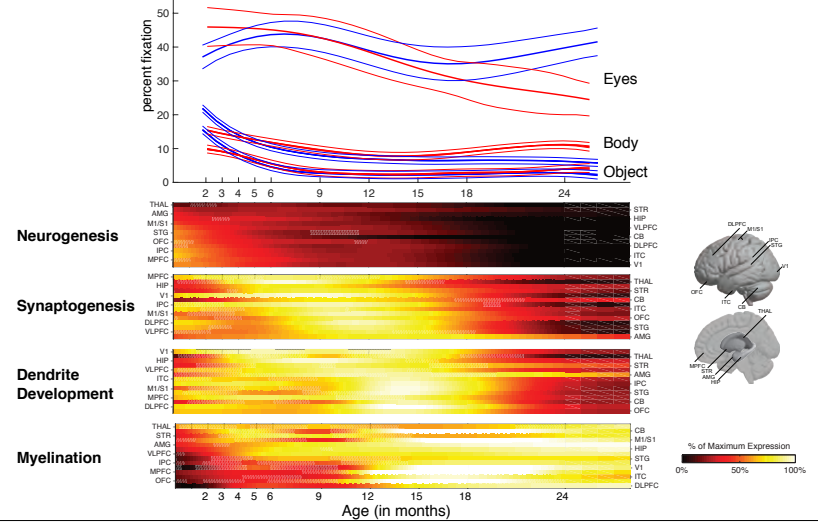 50
40
30
20
10
0
percent fixation
Eyes
Body
Object
2 3 4 5 6 9 12 15 18 24
Neurogenesis
THAL
AMG
M1/S1
STG
OFC
IPC
MPFC
STR
HIP
VLPFC
CB
DLPFC
ITC
V1
Synaptogenesis
MPFC
HIP
V1
IPC
M1/S1
DLPFC
VLPFC
THAL
STR
CB
ITC
OFC
STG
AMG
Dendrite
Development
V1
HIP
VLPFC
ITC
M1/S1
MPFC
DLPFC
THAL
STR
AMG
IPC
STG
CB
OFC
Myelination
THAL
STR
AMG
VLPFC
IPC
MPFC
OFC
CB
M1/S1
HIP
STG
V1
ITC
DLPFC
2 3 4 5 6 9 12 15 18 24
Age (in months)
DLPFC
M1/S1
IPC
STG
V1
OFC
ITC
CB
THAL
MPFC
STR
AMG
HIP
% of Maximum Expression
0% 50% 100%